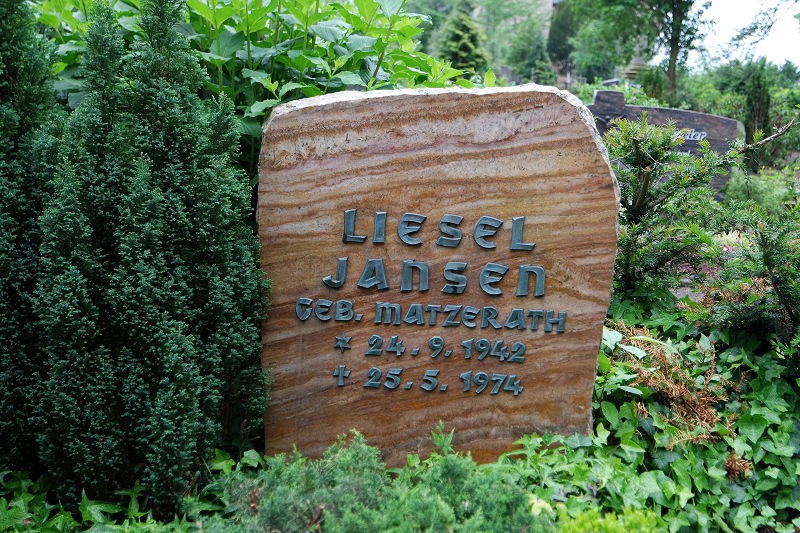 LIESEL
JANSEN
GEB. MATZERATH
* 24. 9. 1942
† 25. 5. 1974